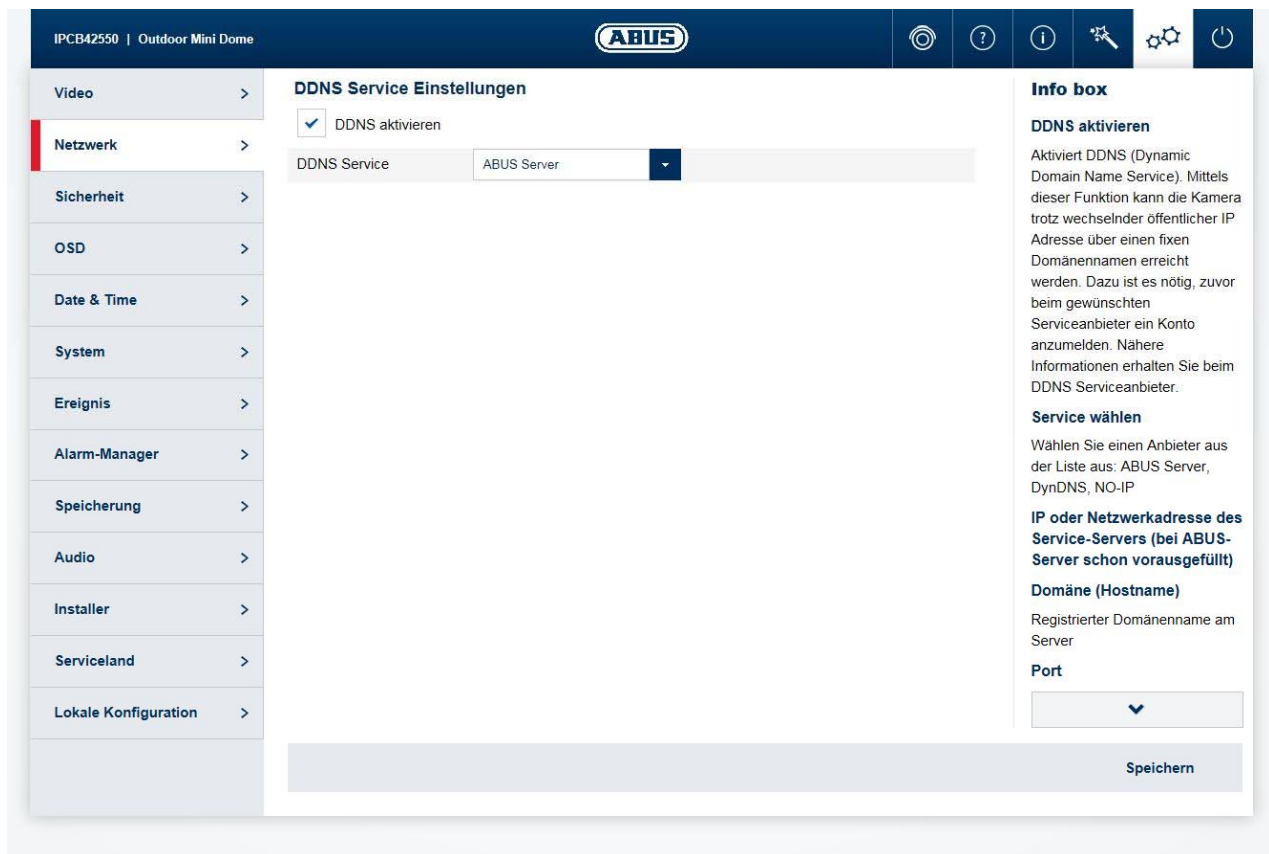 IPCB42550 | Outdoor Mini Dome
ABUS
Video
Netzwerk
Sicherheit
OSD
Date & Time
System
Ereignis
Alarm-Manager
Speicherung
Audio
Installer
Serviceland
Lokale Konfiguration
DDNS Service Einstellungen
DDNS aktivieren
DDNS Service
ABUS Server
Info box
DDNS aktivieren
Aktiviert DDNS (Dynamic
Domain Name Service). Mittels
dieser Funktion kann die Kamera
trotz wechselnder öffentlicher IP
Adresse über einen fixen
Domänennamen erreicht
werden. Dazu ist es nötig, zuvor
beim gewünschten
Serviceanbieter ein Konto
anzumelden. Nähere
Informationen erhalten Sie beim
DDNS Serviceanbieter.
Service wählen
Wählen Sie einen Anbieter aus
der Liste aus: ABUS Server,
DynDNS, NO-IP
IP oder Netzwerkadresse des
Service-Servers (bei ABUS-
Server schon vorausgefüllt)
Domäne (Hostname)
Registrierter Domänenname am
Server
Port
Speichern